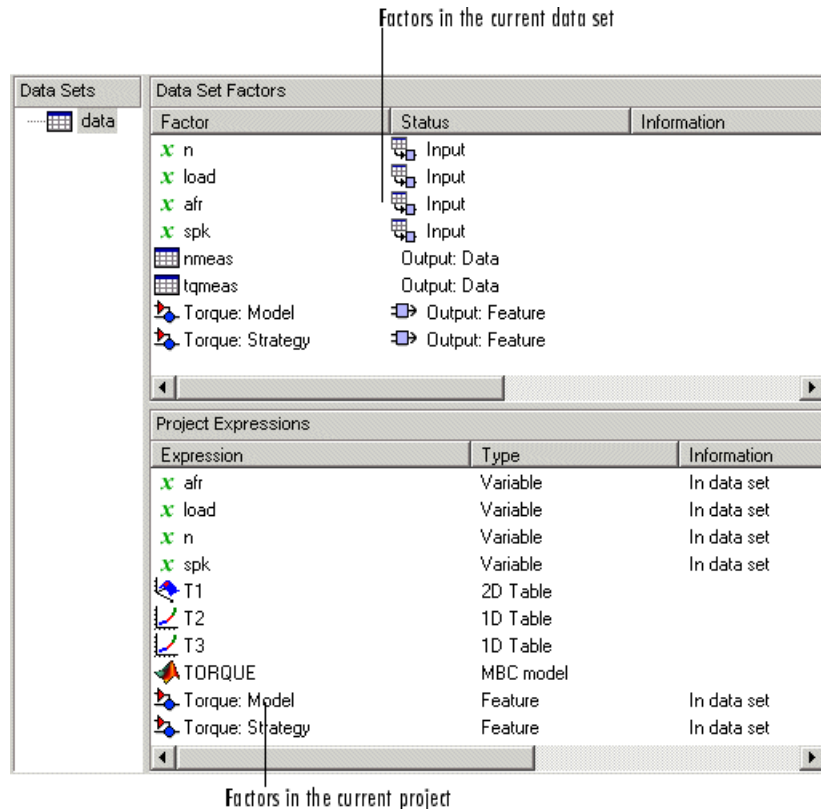 Factors in the current data set
Data Sets
data
Data Set Factors
Factor Status Information
x n Input
x load Input
x afr Input
x spk Input
nmeas Output: Data
tqmeas Output: Data
Torque: Model Output: Feature
Torque: Strategy Output: Feature
Project Expressions
Expression Type Information
x afr Variable In data set
x load Variable In data set
x n Variable In data set
x spk Variable In data set
T1 2D Table
T2 1D Table
T3 1D Table
TORQUE MBC model
Torque: Model Feature In data set
Torque: Strategy Feature In data set
Factors in the current project